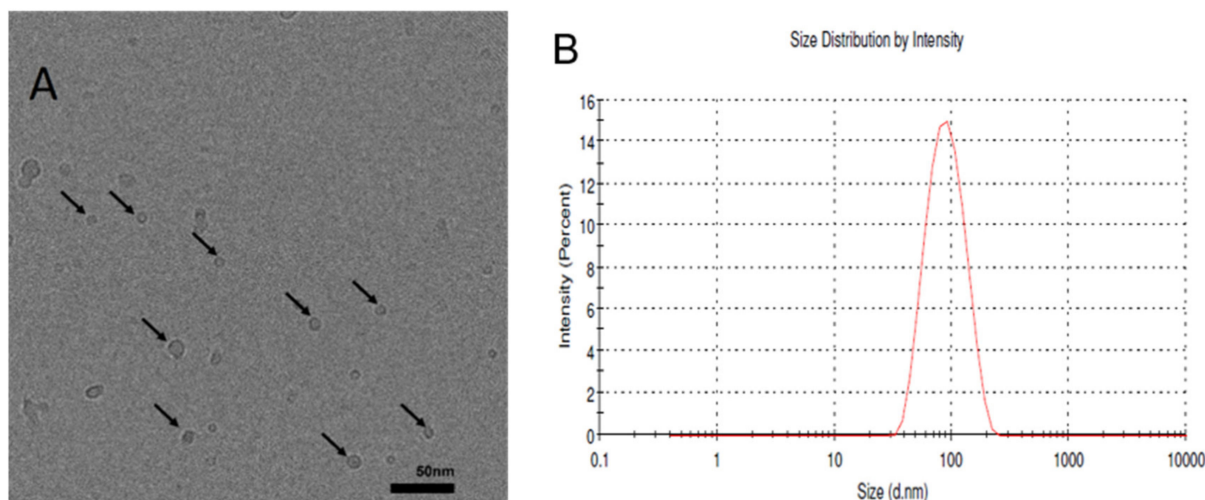 A
50nm
B
Size Distribution by Intensity
Intensity (Percent)
16
14
12
10
8
6
4
2
0
0.1 1 10 100 1000 10000
Size (d.nm)